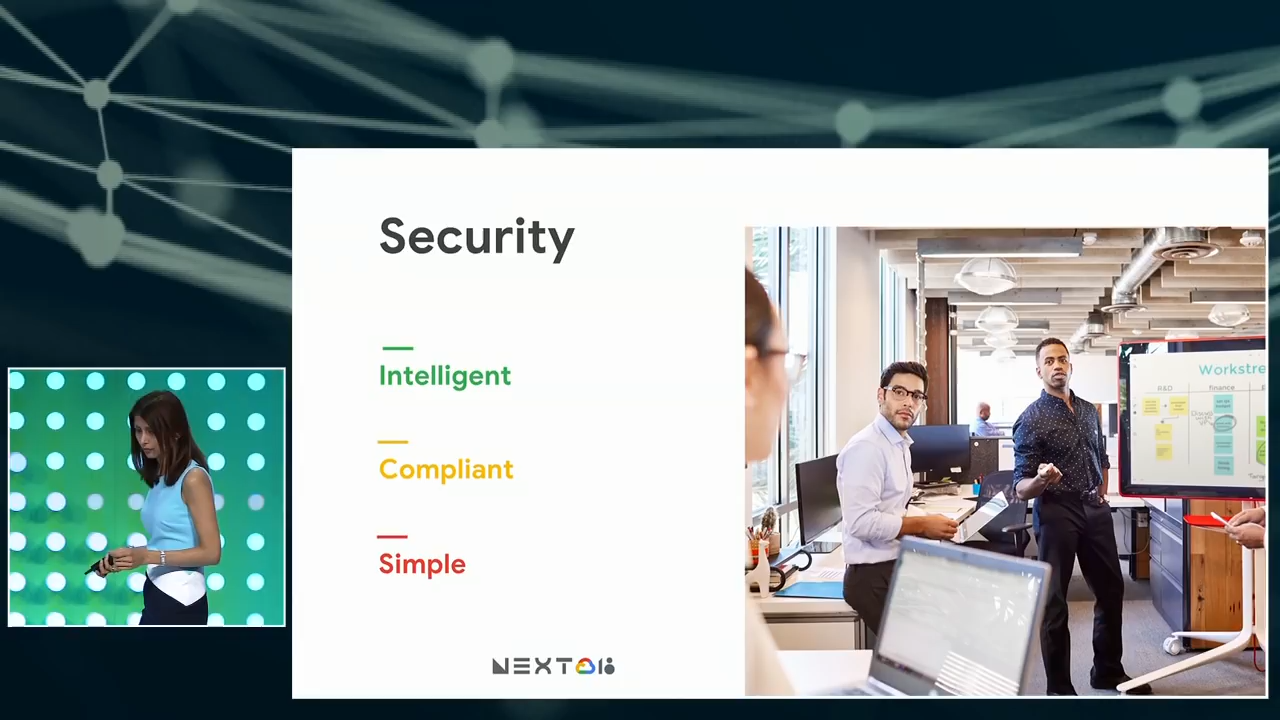 Security
Intelligent
Compliant
Simple
NEXT 18
Workstre
R&D
finance